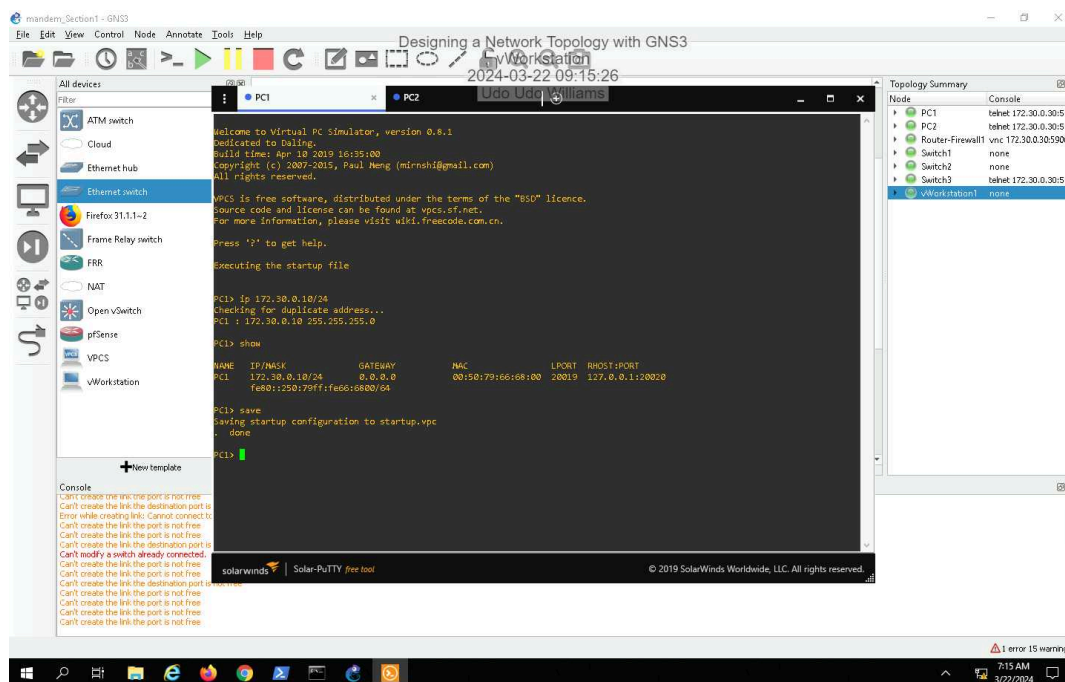 mandem_Section1 - GNS3
File Edit View Control Node Annotate Tools Help
Designing a Network Topology with GNS3
vWorkstation
2024-03-22 09:15:26
Udo Udo Williams
All devices
Filter
ATM switch
Cloud
Ethernet hub
Ethernet switch
Firefox 31.1.1~2
Frame Relay switch
FRR
NAT
Open vSwitch
pfSense
VPCS
vWorkstation
New template
PC1
PC2
Welcome to Virtual PC Simulator, version 0.8.1
Dedicated to Daling.
Build time: Apr 10 2019 16:35:00
Copyright (c) 2007-2015, Paul Meng (mirnshi@gmail.com)
All rights reserved.
VPCS is free software, distributed under the terms of the "BSD" licence.
Source code and license can be found at vpcs.sf.net.
For more information, please visit wiki.freecode.com.cn.
Press '?' to get help.
Executing the startup file
PC1> ip 172.30.0.10/24
Checking for duplicate address...
PC1 : 172.30.0.10 255.255.255.0
PC1> show
NAME IP/MASK GATEWAY MAC LPORT RHOST:PORT
PC1 172.30.0.10/24 0.0.0.0 00:50:79:66:68:00 20019 127.0.0.1:20020
fe80::250:79ff:fe66:6800/64
PC1> save
Saving startup configuration to startup.vpc
. done
PC1>
solarwinds Solar-PuTTY free tool © 2019 SolarWinds Worldwide, LLC. All rights reserved.
Topology Summary
Node Console
PC1 telnet 172.30.0.30:5
PC2 telnet 172.30.0.30:5
Router-Firewall1 vnc 172.30.0.30:590
Switch1 none
Switch2 none
Switch3 telnet 172.30.0.30:5
vWorkstation1 none
Console
Can't create the link the port is not free
Can't create the link the destination port is
Error while creating link: Cannot connect to
Can't create the link the port is not free
Can't create the link the port is not free
Can't create the link the destination port is
Can't modify a switch already connected.
Can't create the link the port is not free
Can't create the link the port is not free
Can't create the link the destination port is not free
Can't create the link the port is not free
Can't create the link the port is not free
Can't create the link the port is not free
Can't create the link the port is not free
1 error 15 warning
7:15 AM
3/22/2024